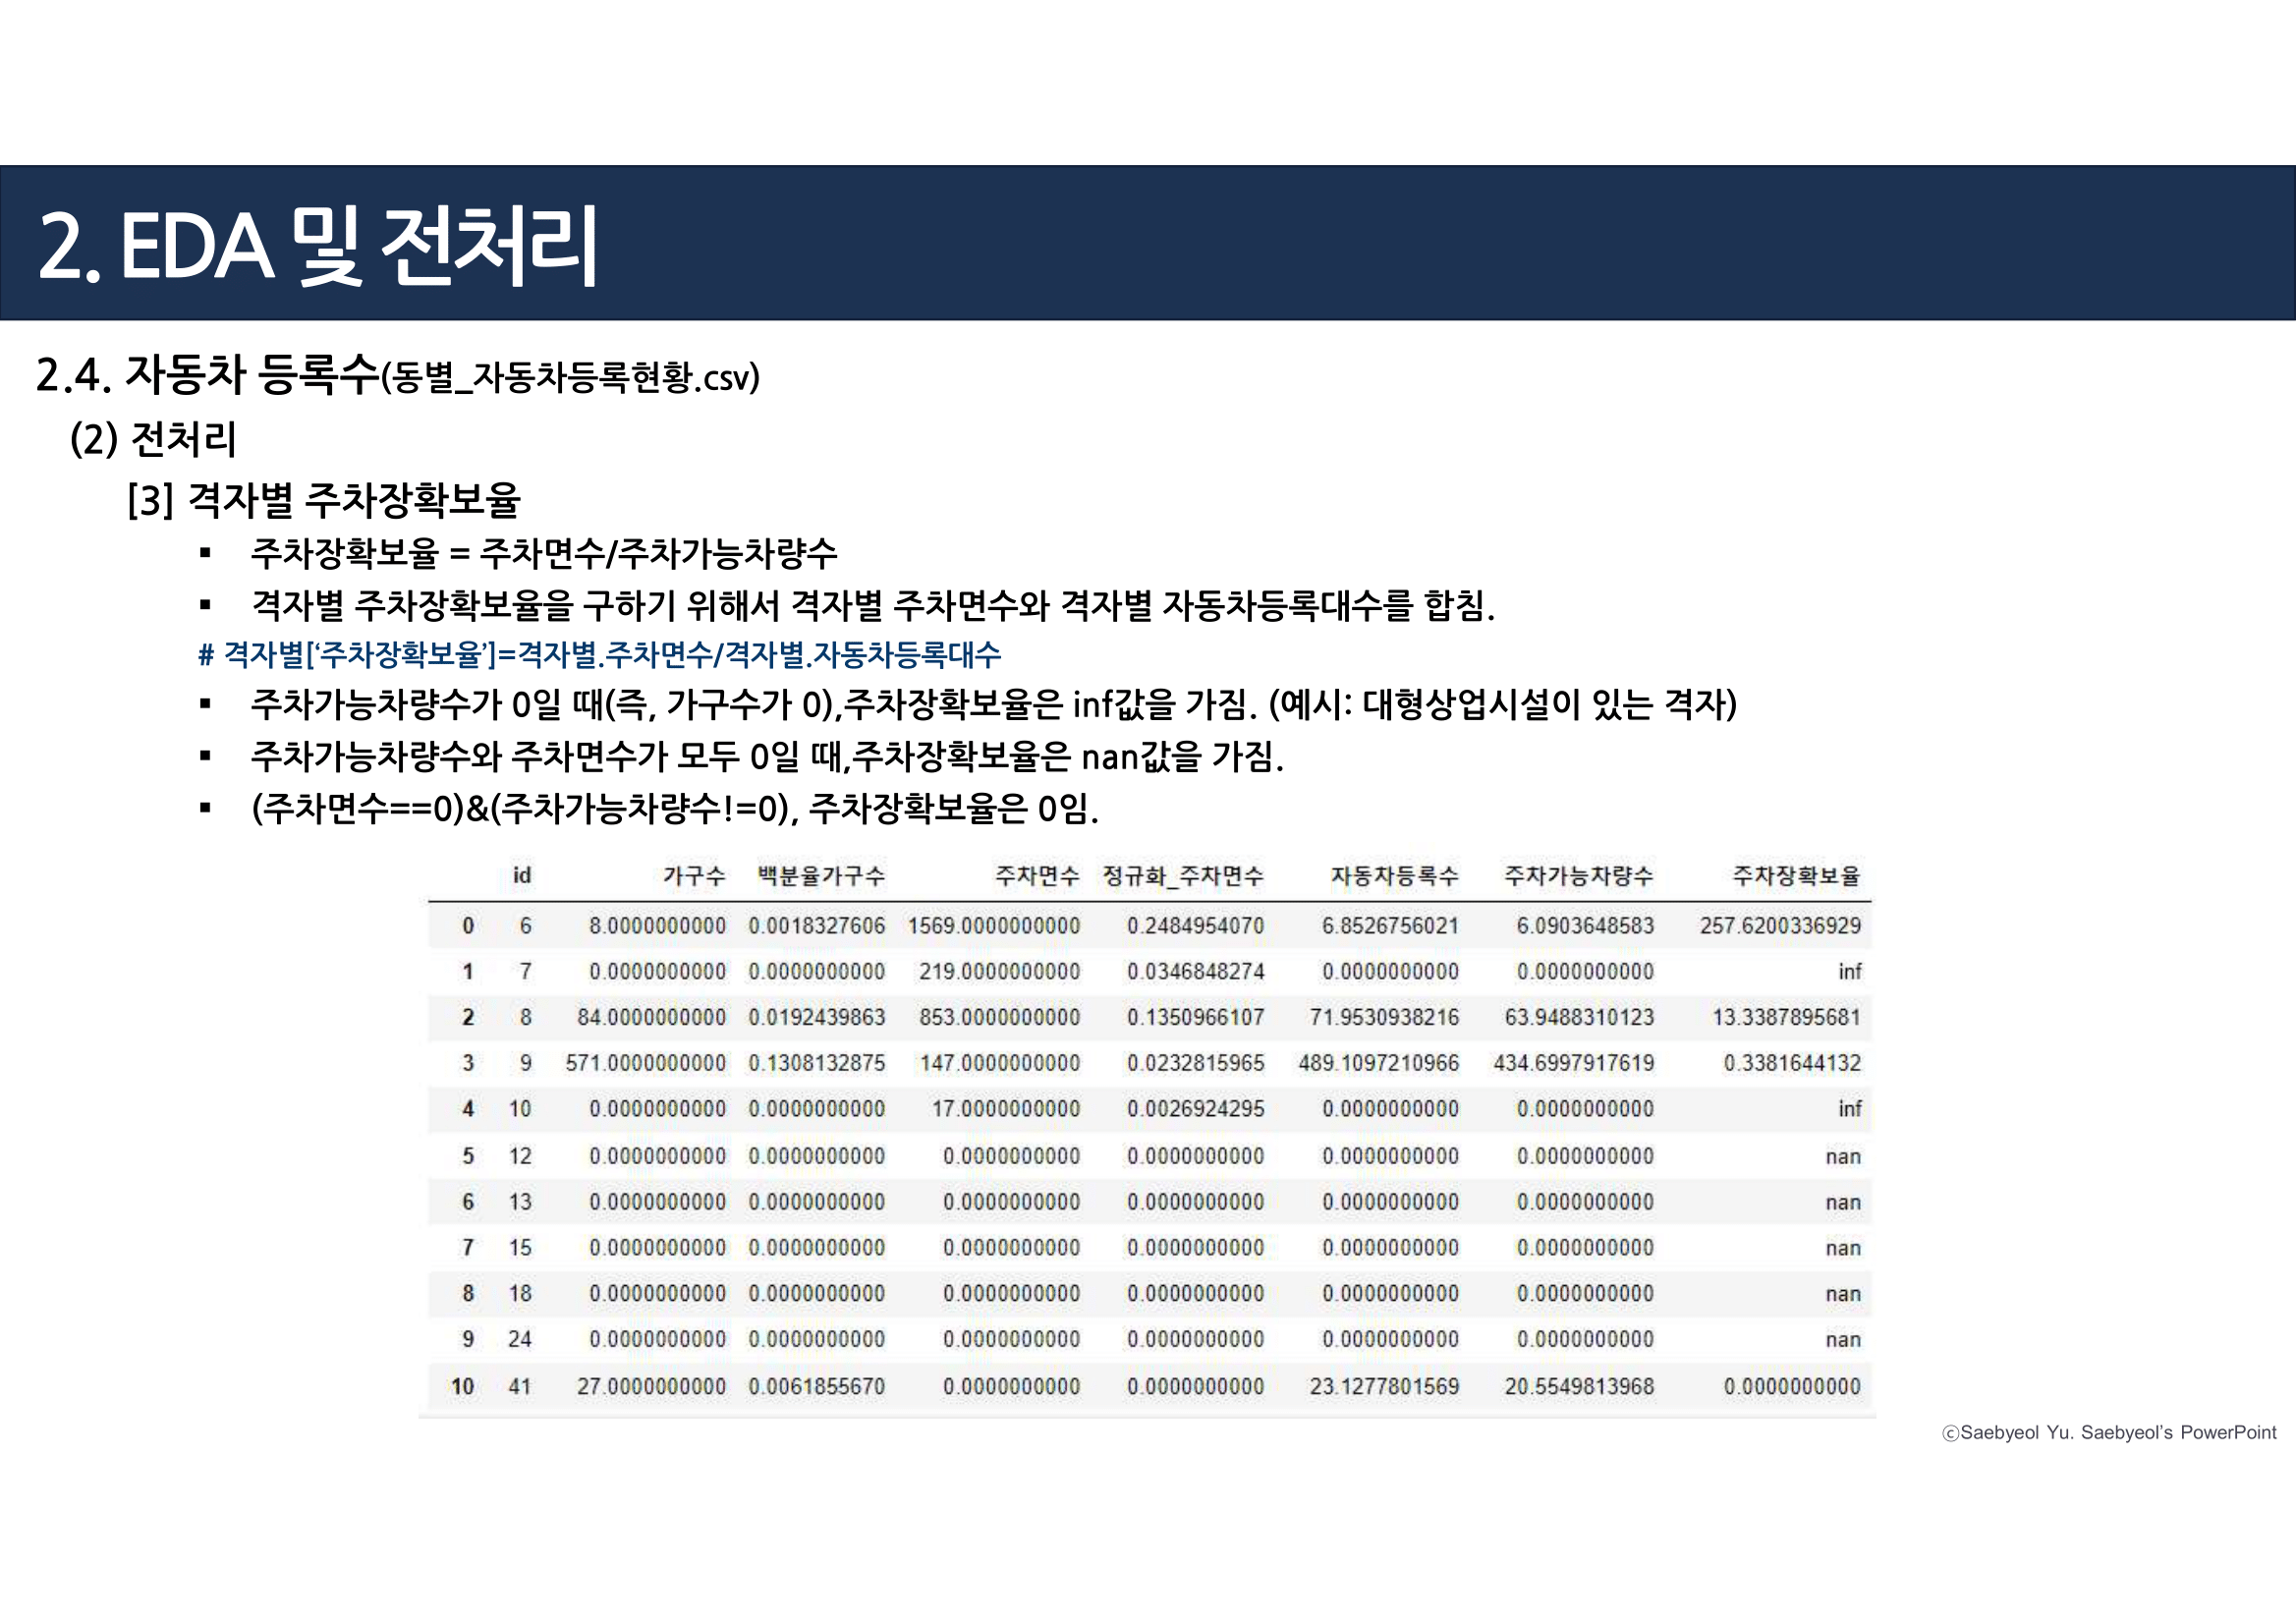 2. EDA 및 전처리
2.4. 자동차 등록수(동별_자동차등록현황.csv)
(2) 전처리
[3] 격자별 주차장확보율
▪ 주차장확보율 = 주차면수/주차가능차량수
▪ 격자별 주차장확보율을 구하기 위해서 격자별 주차면수와 격자별 자동차등록대수를 합침.
# 격자별['주차장확보율']=격자별.주차면수/격자별.자동차등록대수
▪ 주차가능차량수가 0일 때(즉, 가구수가 0),주차장확보율은 inf값을 가짐. (예시: 대형상업시설이 있는 격자)
▪ 주차가능차량수와 주차면수가 모두 0일 때,주차장확보율은 nan값을 가짐.
▪ (주차면수==0)&(주차가능차량수!=0), 주차장확보율은 0임.
id 가구수 백분율가구수 주차면수 정규화_주차면수 자동차등록수 주차가능차량수 주차장확보율
0 6 8.0000000000 0.0018327606 1569.0000000000 0.2484954070 6.8526756021 6.0903648583 257.6200336929
1 7 0.0000000000 0.0000000000 219.0000000000 0.0346848274 0.0000000000 0.0000000000 inf
2 8 84.0000000000 0.0192439863 853.0000000000 0.1350966107 71.9530938216 63.9488310123 13.3387895681
3 9 571.0000000000 0.1308132875 147.0000000000 0.0232815965 489.1097210966 434.6997917619 0.3381644132
4 10 0.0000000000 0.0000000000 17.0000000000 0.0026924295 0.0000000000 0.0000000000 inf
5 12 0.0000000000 0.0000000000 0.0000000000 0.0000000000 0.0000000000 0.0000000000 nan
6 13 0.0000000000 0.0000000000 0.0000000000 0.0000000000 0.0000000000 0.0000000000 nan
7 15 0.0000000000 0.0000000000 0.0000000000 0.0000000000 0.0000000000 0.0000000000 nan
8 18 0.0000000000 0.0000000000 0.0000000000 0.0000000000 0.0000000000 0.0000000000 nan
9 24 0.0000000000 0.0000000000 0.0000000000 0.0000000000 0.0000000000 0.0000000000 nan
10 41 27.0000000000 0.0061855670 0.0000000000 0.0000000000 23.1277801569 20.5549813968 0.0000000000
ⓒSaebyeol Yu. Saebyeol's PowerPoint